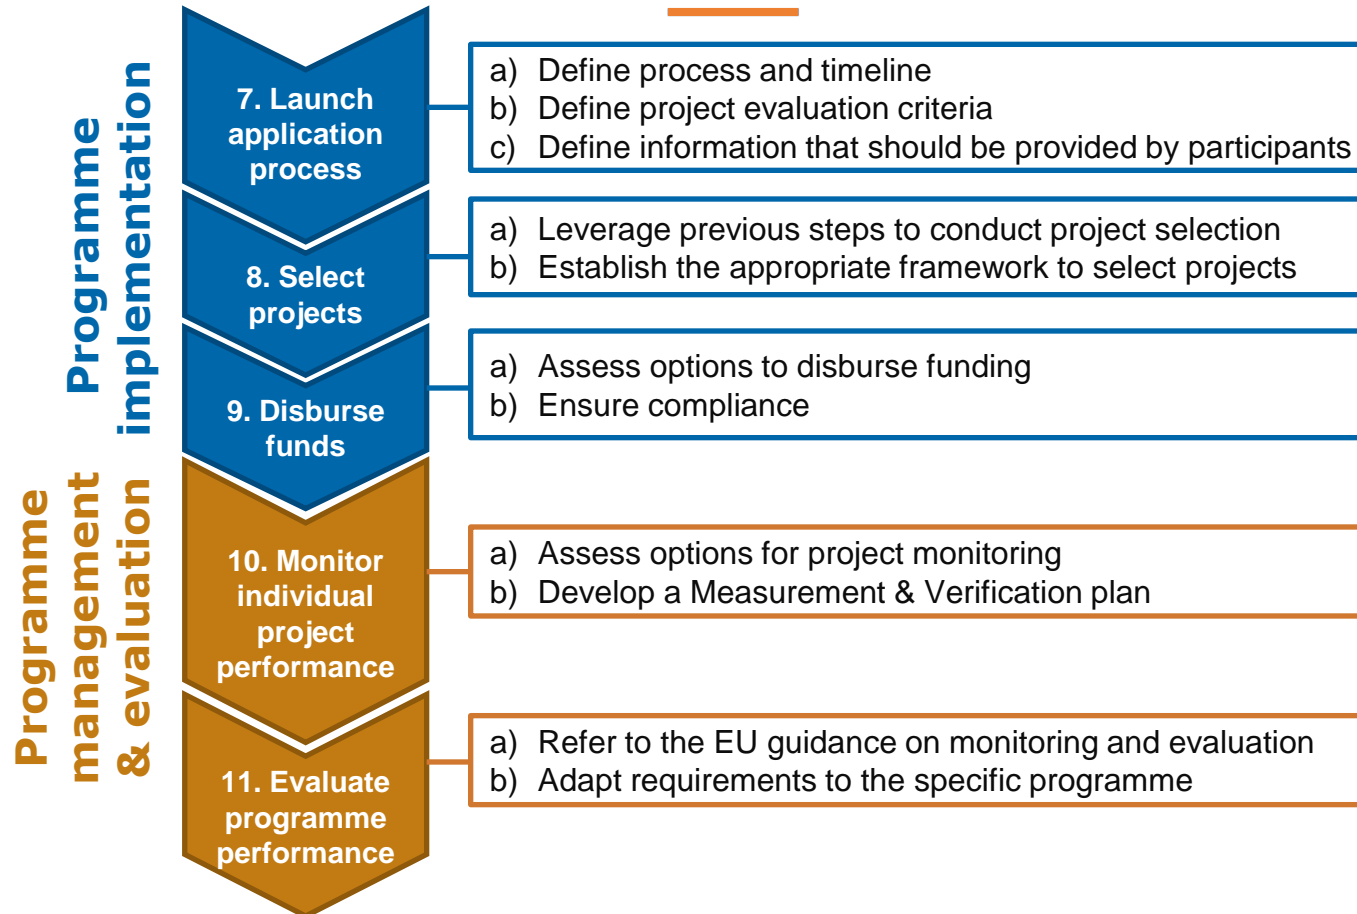 Programme
implementation
7. Launch
application
process
a) Define process and timeline
b) Define project evaluation criteria
c) Define information that should be provided by participants
8. Select
projects
a) Leverage previous steps to conduct project selection
b) Establish the appropriate framework to select projects
9. Disburse
funds
a) Assess options to disburse funding
b) Ensure compliance
Programme
management
& evaluation
10. Monitor
individual
project
performance
a) Assess options for project monitoring
b) Develop a Measurement & Verification plan
11. Evaluate
programme
performance
a) Refer to the EU guidance on monitoring and evaluation
b) Adapt requirements to the specific programme